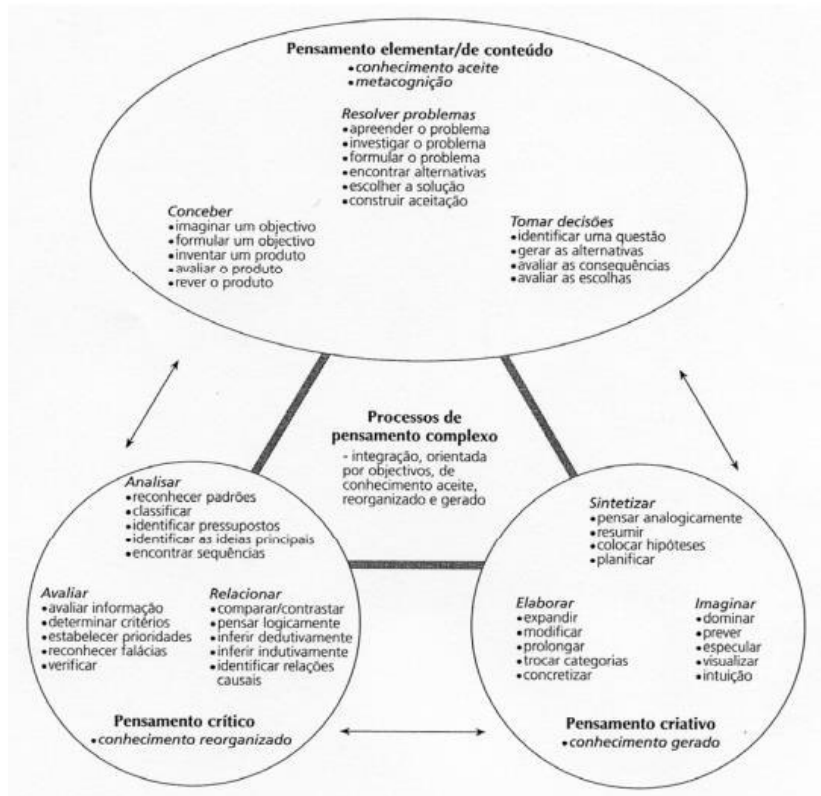 Pensamento elementar/de conteúdo
•conhecimento aceite
•metacognição
Resolver problemas
•apreender o problema
•investigar o problema
•formular o problema
•encontrar alternativas
•escolher a solução
•construir aceitação
Conceber
•imaginar um objectivo
•formular um objectivo
•inventar um produto
•avaliar o produto
•rever o produto
Tomar decisões
•identificar uma questão
•gerar as alternativas
•avaliar as consequências
•avaliar as escolhas
Processos de
pensamento complexo
- integração, orientada
por objectivos, de
conhecimento aceite,
reorganizado e gerado
Analisar
•reconhecer padrões
•classificar
•identificar pressupostos
•identificar as ideias principais
•encontrar sequências
Avaliar
•avaliar informação
•determinar critérios
•estabelecer prioridades
•reconhecer falácias
•verificar
Relacionar
•comparar/contrastar
•pensar logicamente
•inferir dedutivamente
•inferir indutivamente
•identificar relações
causais
Pensamento crítico
•conhecimento reorganizado
Sintetizar
•pensar analogicamente
•resumir
•colocar hipóteses
•planificar
Elaborar
•expandir
•modificar
•prolongar
•trocar categorias
•concretizar
Imaginar
•dominar
•prever
•especular
•visualizar
•intuição
Pensamento criativo
•conhecimento gerado